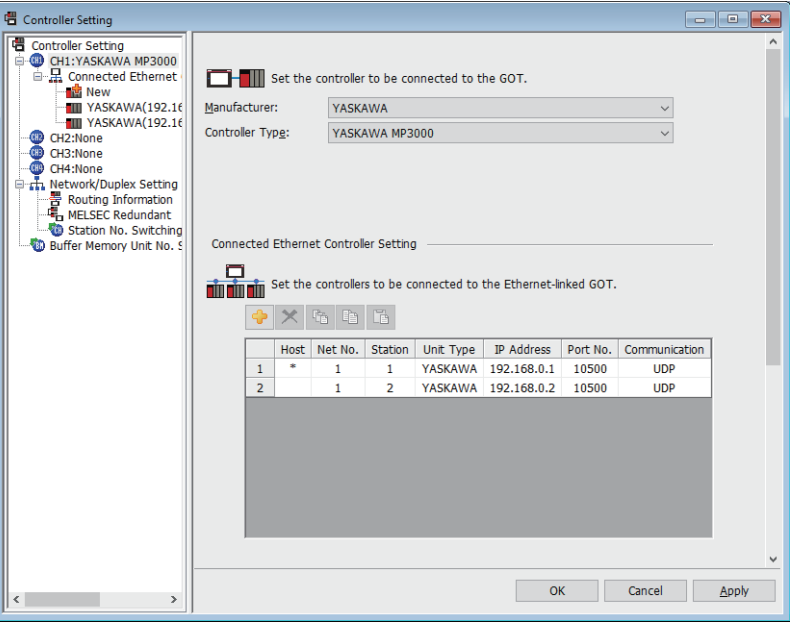 Controller Setting
Controller Setting
CH1:YASKAWA MP3000
Connected Ethernet
New
YASKAWA(192.16
YASKAWA(192.16
CH2:None
CH3:None
CH4:None
Network/Duplex Setting
Routing Information
MELSEC Redundant
Station No. Switching
Buffer Memory Unit No. S
Set the controller to be connected to the GOT.
Manufacturer: YASKAWA
Controller Type: YASKAWA MP3000
Connected Ethernet Controller Setting
Set the controllers to be connected to the Ethernet-linked GOT.
Host Net No. Station Unit Type IP Address Port No. Communication
1 * 1 1 YASKAWA 192.168.0.1 10500 UDP
2 1 2 YASKAWA 192.168.0.2 10500 UDP
OK Cancel Apply